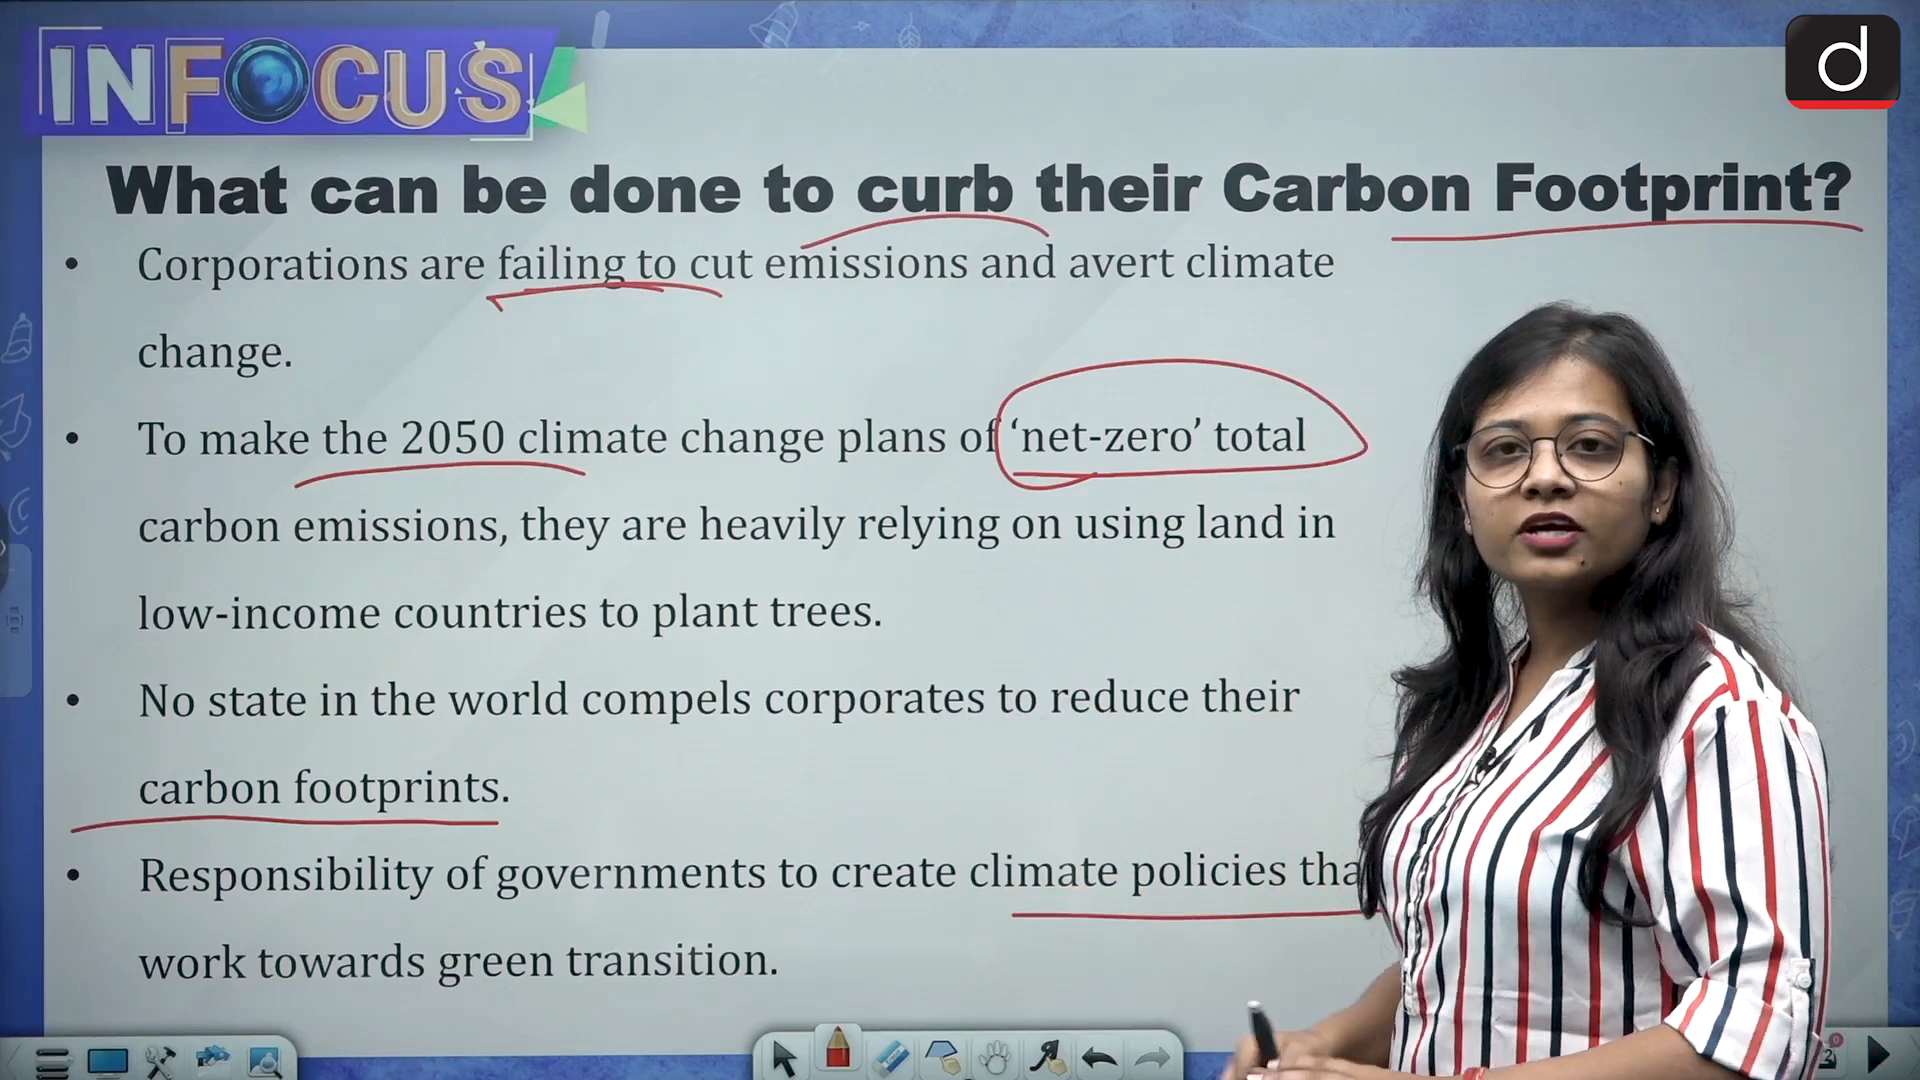 INFOCUS
d
What can be done to curb their Carbon Footprint?
• Corporations are failing to cut emissions and avert climate
change.
• To make the 2050 climate change plans of ‘net-zero’ total
carbon emissions, they are heavily relying on using land in
low-income countries to plant trees.
• No state in the world compels corporates to reduce their
carbon footprints.
• Responsibility of governments to create climate policies tha
work towards green transition.